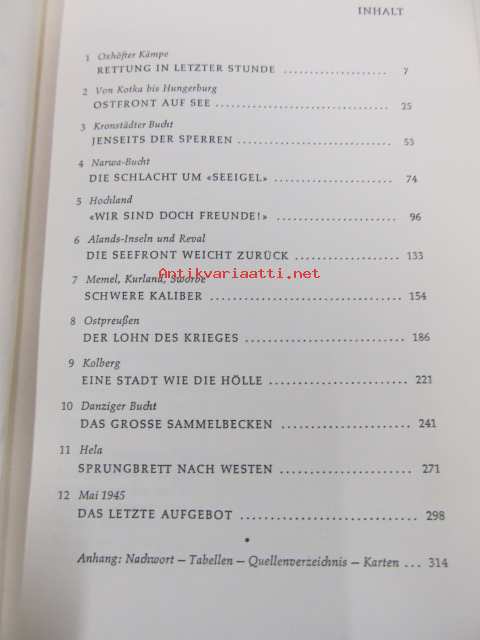 INHALT
1 Oxhöfter Kämpe
RETTUNG IN LETZTER STUNDE .................. 7
2 Von Kotka bis Hungerburg
OSTFRONT AUF SEE .............................. 25
3 Kronstädter Bucht
JENSEITS DER SPERREN ............................ 53
4 Narwa-Bucht
DIE SCHLACHT UM «SEEIGEL» ...................... 74
5 Hochland
«WIR SIND DOCH FREUNDE!» ...................... 96
6 Alands-Inseln und Reval
DIE SEEFRONT WEICHT ZURÜCK .................. 133
Antikvariaatti.net
7 Memel, Kurland, Sworbe
SCHWERE KALIBER ................................ 154
8 Ostpreußen
DER LOHN DES KRIEGES ............................ 186
9 Kolberg
EINE STADT WIE DIE HÖLLE ........................ 221
10 Danziger Bucht
DAS GROSSE SAMMELBECKEN ...................... 241
11 Hela
SPRUNGBRETT NACH WESTEN ...................... 271
12 Mai 1945
DAS LETZTE AUFGEBOT ............................ 298
•
Anhang: Nachwort – Tabellen – Quellenverzeichnis – Karten ... 314